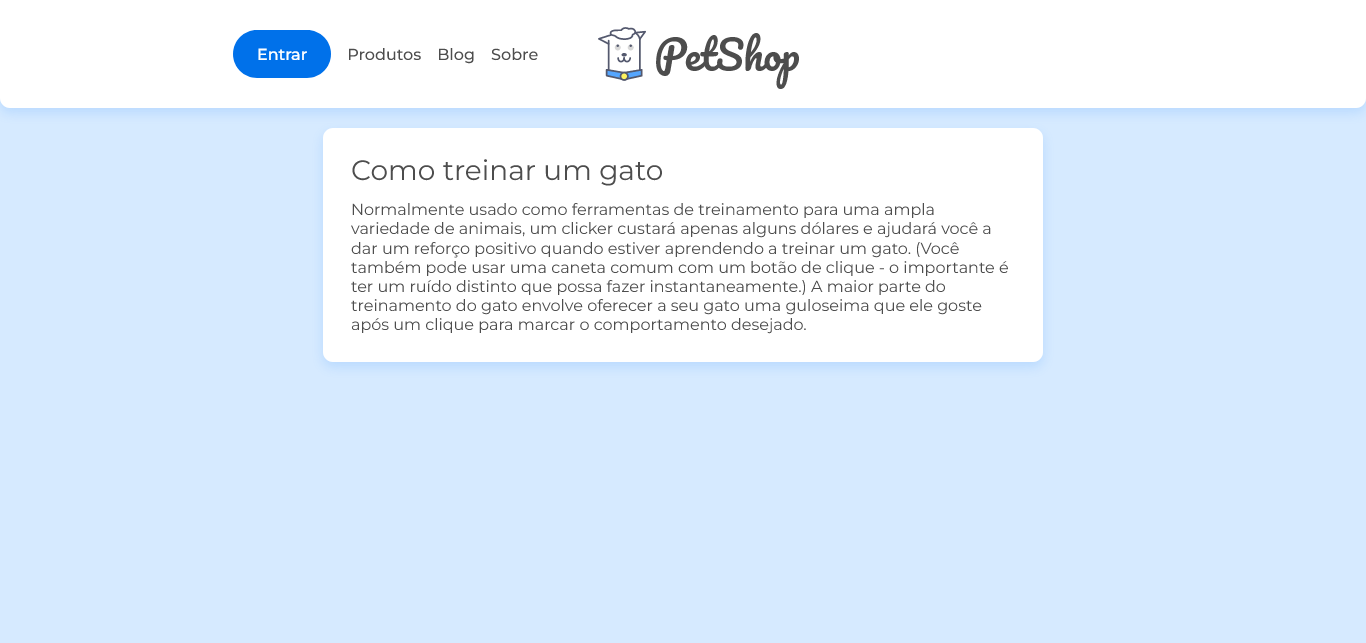 Entrar Produtos Blog Sobre PetShop
Como treinar um gato
Normalmente usado como ferramentas de treinamento para uma ampla
variedade de animais, um clicker custará apenas alguns dólares e ajudará você a
dar um reforço positivo quando estiver aprendendo a treinar um gato. (Você
também pode usar uma caneta comum com um botão de clique - o importante é
ter um ruído distinto que possa fazer instantaneamente.) A maior parte do
treinamento do gato envolve oferecer a seu gato uma guloseima que ele goste
após um clique para marcar o comportamento desejado.